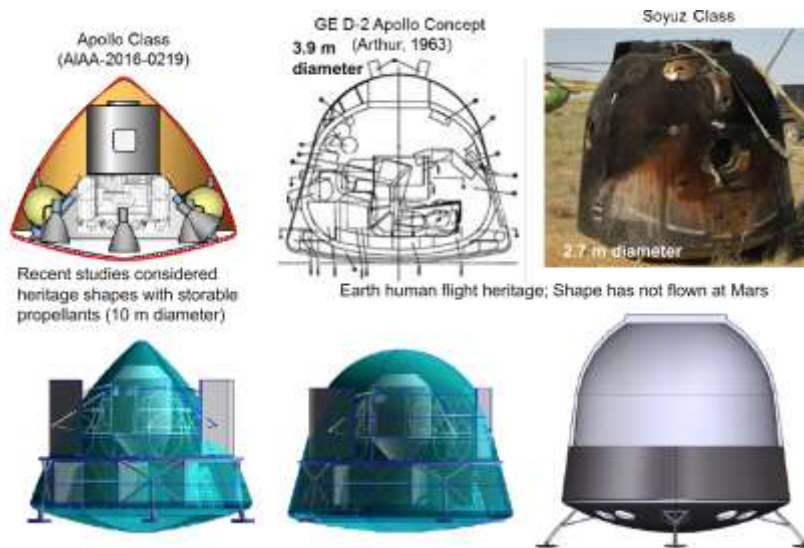 Apollo Class
(AIAA-2016-0219)
GE D-2 Apollo Concept
(Arthur, 1963)
3.9 m
diameter
Soyuz Class
2.7 m diameter
Recent studies considered
heritage shapes with storable
propellants (10 m diameter)
Earth human flight heritage; Shape has not flown at Mars